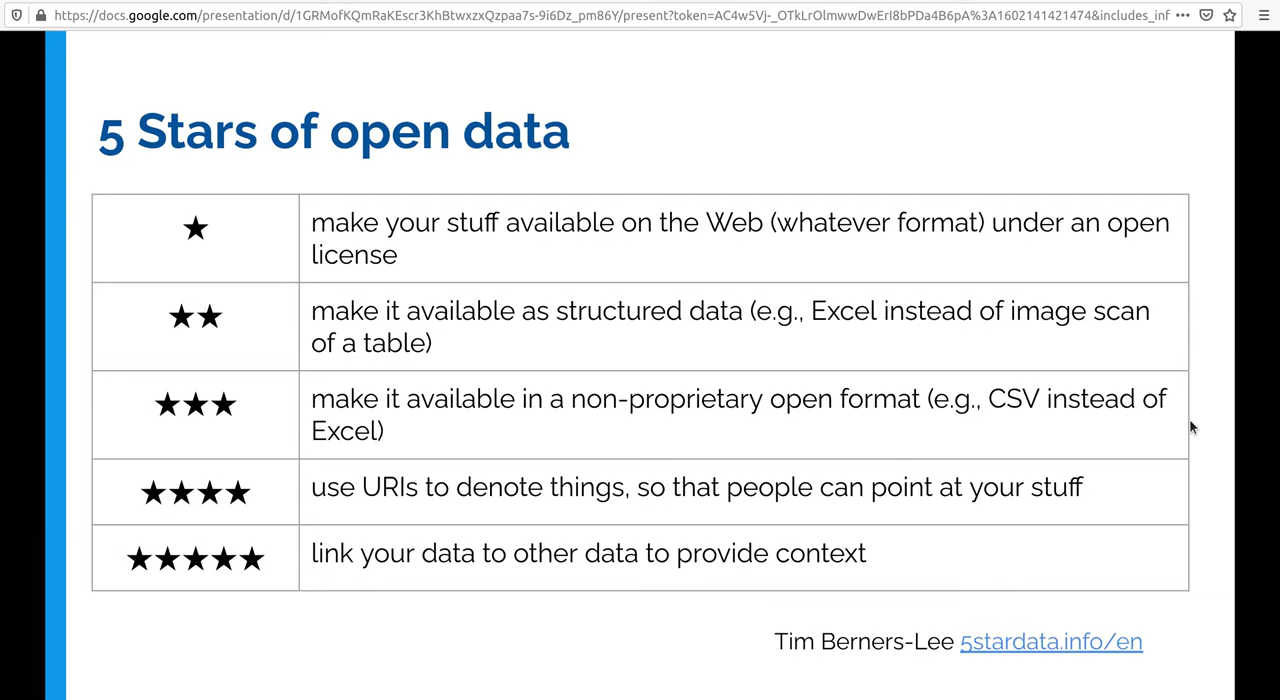 https://docs.google.com/presentation/d/1GRMofKQmRaKEscr3KhBtwxzxQzpaa7s-9i6Dz_pm86Y/present?token=AC4w5Vj-_OTkLrOlmwwDwErI8bPDa4B6pA%3A1602141421474&includes_inf
5 Stars of open data
★ make your stuff available on the Web (whatever format) under an open
license
★★ make it available as structured data (e.g., Excel instead of image scan
of a table)
★★★ make it available in a non-proprietary open format (e.g., CSV instead of
Excel)
★★★★ use URIs to denote things, so that people can point at your stuff
★★★★★ link your data to other data to provide context
Tim Berners-Lee 5stardata.info/en